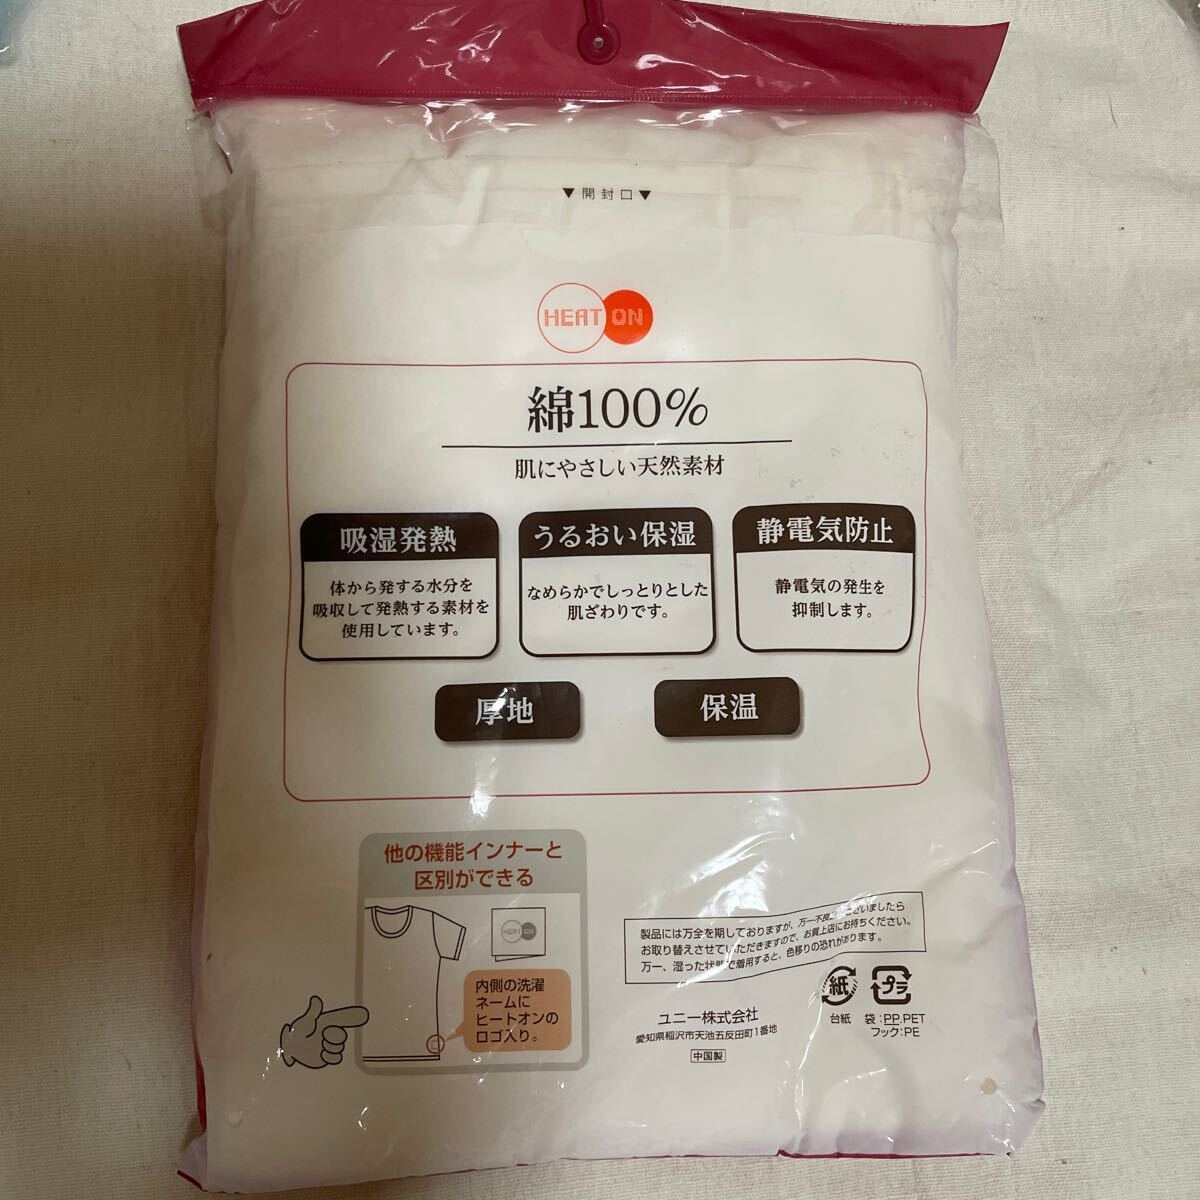 ▼開封口▼
HEAT ON
綿100%
肌にやさしい天然素材
吸湿発熱
体から発する水分を
吸収して発熱する素材を
使用しています。
うるおい保湿
なめらかでしっとりとした
肌ざわりです。
静電気防止
静電気の発生を
抑制します。
厚地
保温
他の機能インナーと
区別ができる
HEAT ON
内側の洗濯
ネームに
ヒートオンの
ロゴ入り。
製品には万全を期しておりますが、万一不良がございましたら
お取り替えさせていただきますので、お買上店にお持ちください。
万一、湿った状態で着用すると、色移りの恐れがあります。
ユニー株式会社
愛知県稲沢市天池五反田町1番地
中国製
紙
台紙
プラ
袋:PP,PET
フック:PE